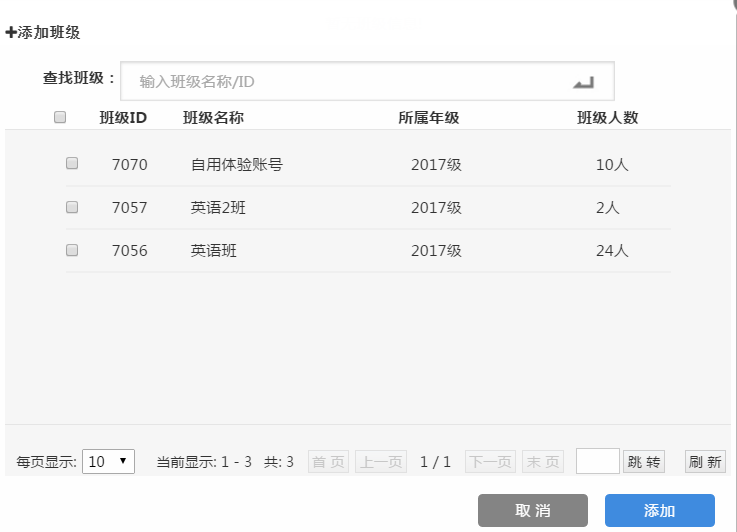 ✚添加班级
查找班级： 输入班级名称/ID
班级ID 班级名称 所属年级 班级人数
7070 自用体验账号 2017级 10人
7057 英语2班 2017级 2人
7056 英语班 2017级 24人
每页显示: 10 ▼ 当前显示: 1 - 3 共: 3 首 页 上一页 1 / 1 下一页 末 页 跳 转 刷 新
取 消 添加